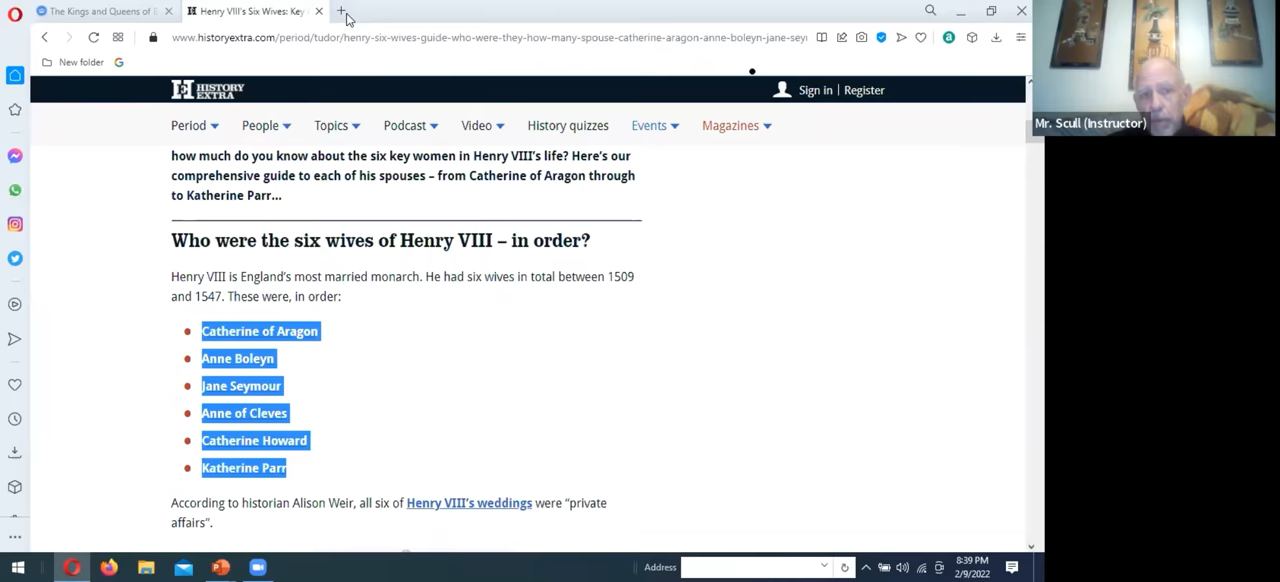 The Kings and Queens of E
Henry VIII's Six Wives: Key
www.historyextra.com/period/tudor/henry-six-wives-guide-who-were-they-how-many-spouse-catherine-aragon-anne-boleyn-jane-sey
New folder
HISTORY
EXTRA
Sign in | Register
Mr. Scull (Instructor)
Period People Topics Podcast Video History quizzes Events Magazines
how much do you know about the six key women in Henry VIII's life? Here's our
comprehensive guide to each of his spouses – from Catherine of Aragon through
to Katherine Parr...
Who were the six wives of Henry VIII – in order?
Henry VIII is England's most married monarch. He had six wives in total between 1509
and 1547. These were, in order:
Catherine of Aragon
Anne Boleyn
Jane Seymour
Anne of Cleves
Catherine Howard
Katherine Parr
According to historian Alison Weir, all six of Henry VIII's weddings were “private
affairs”.
Address
8:39 PM
2/9/2022